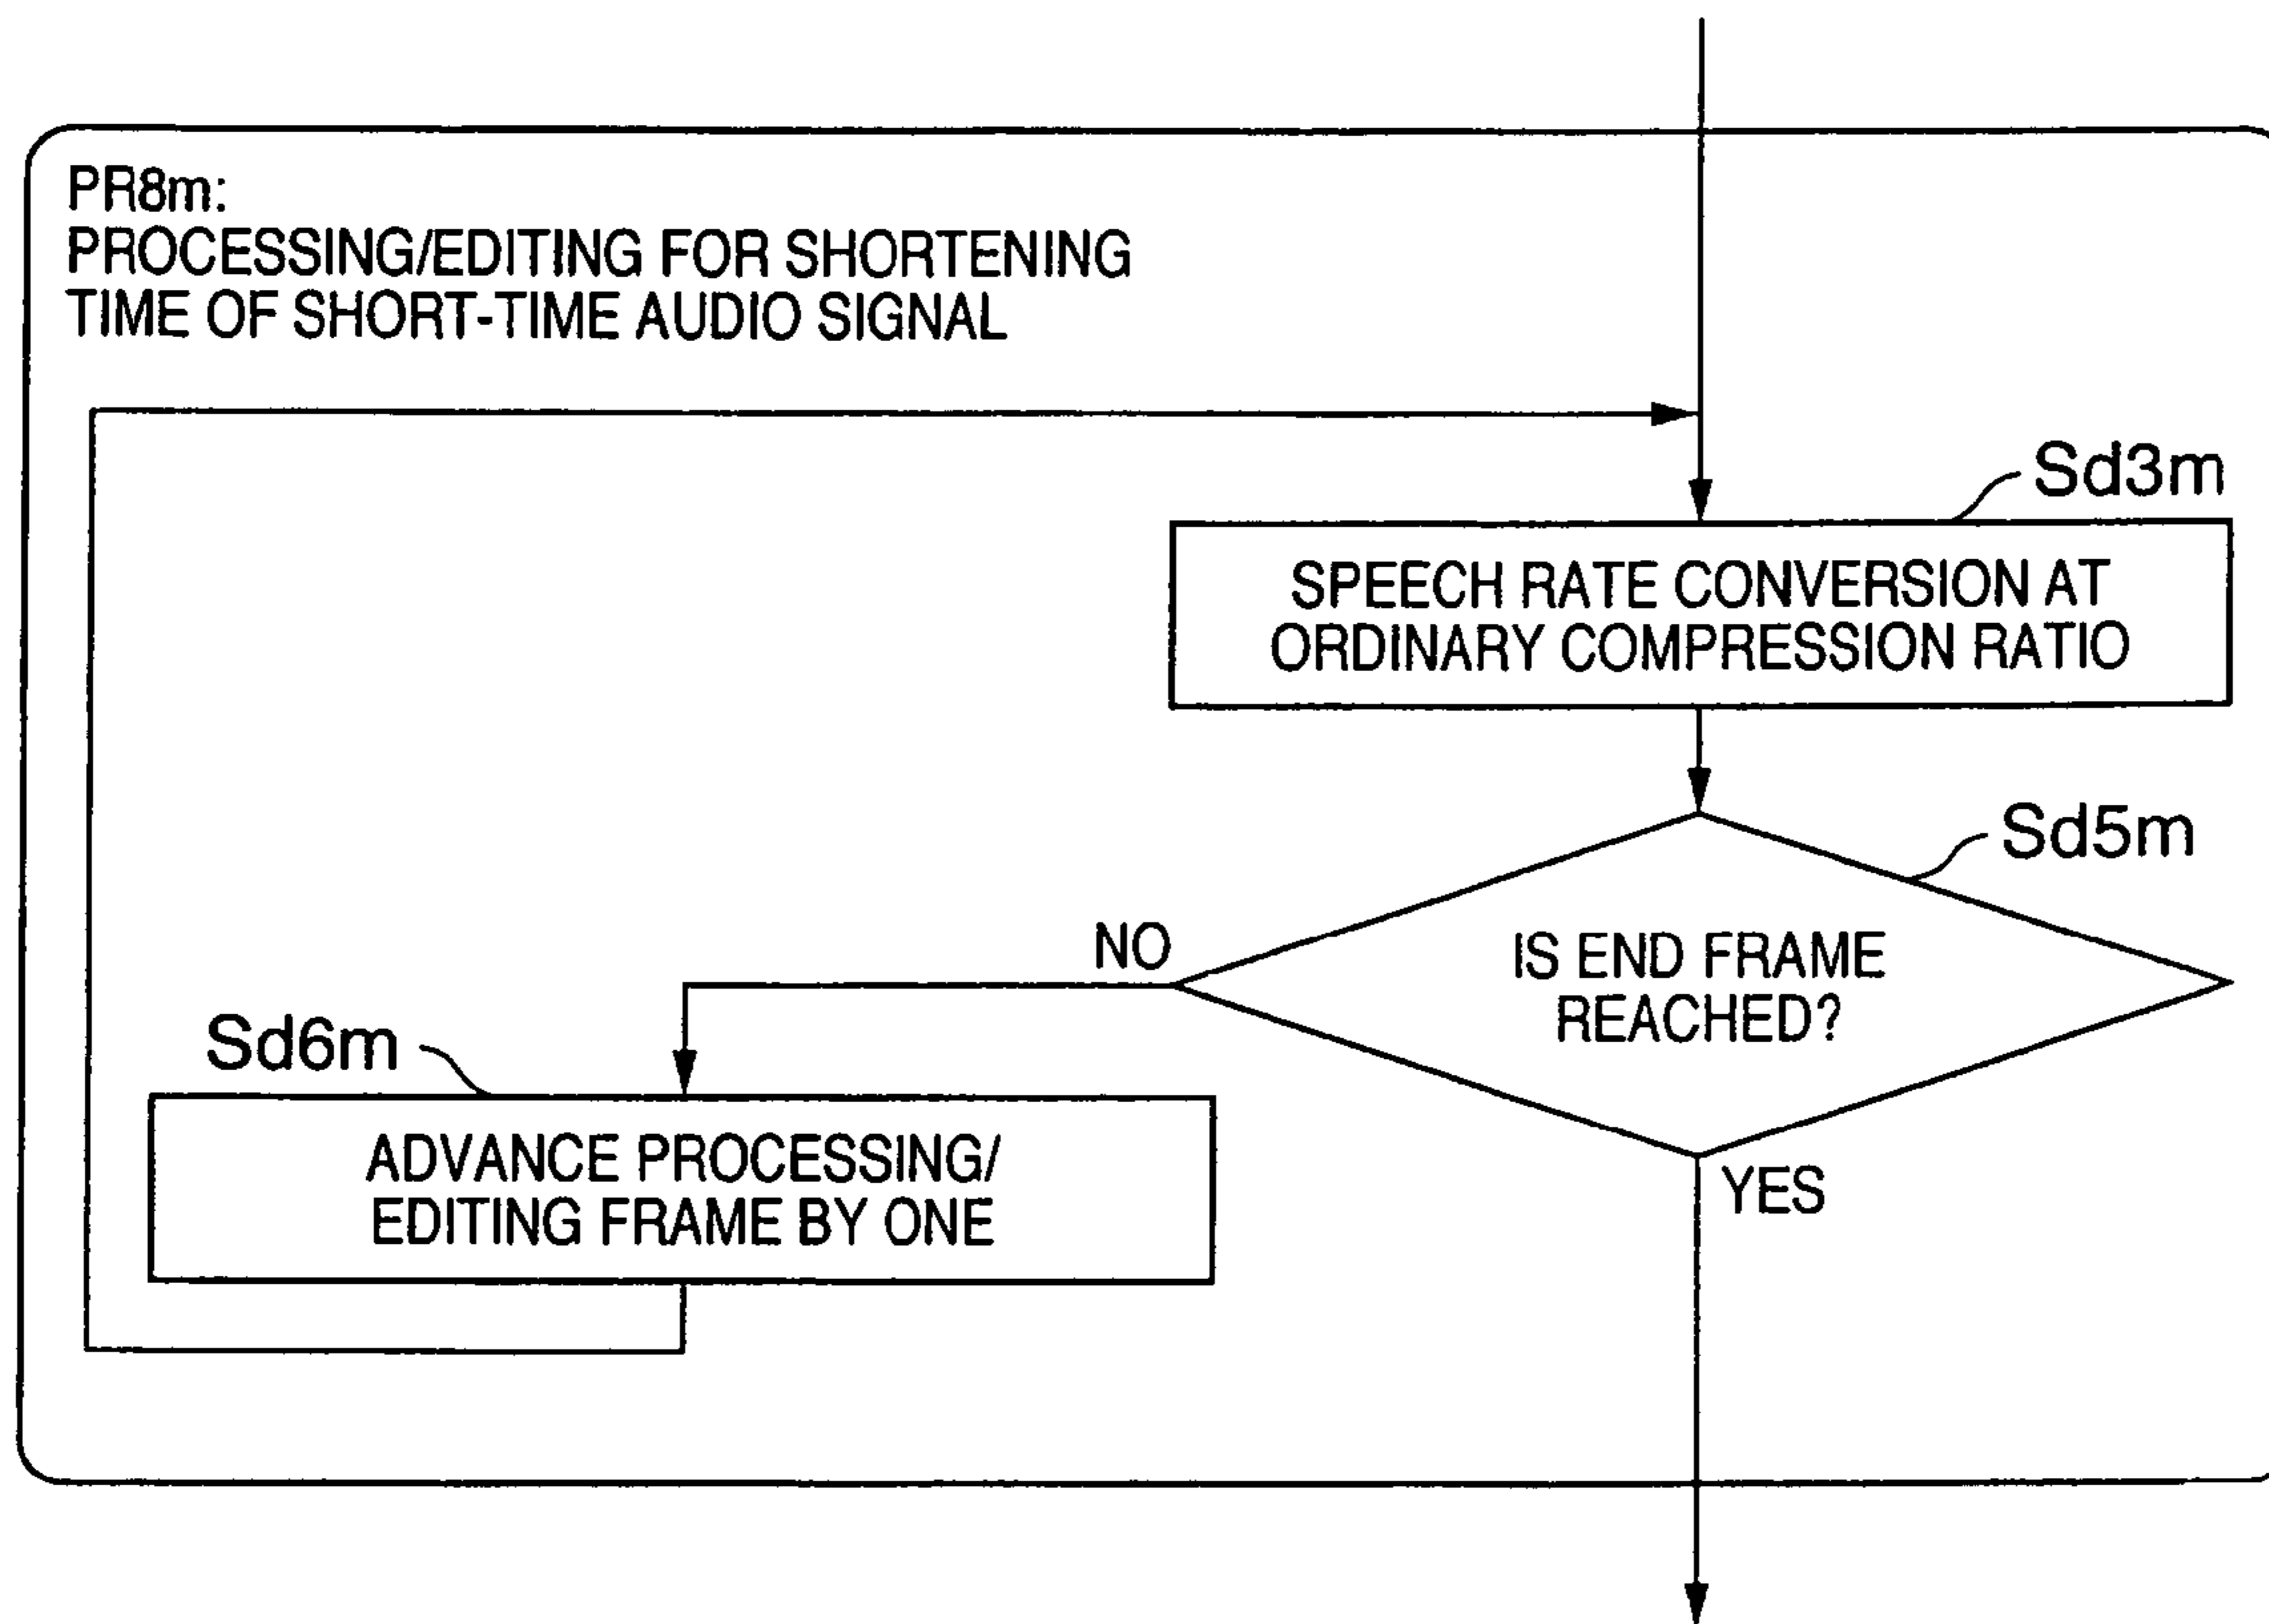 PR8m:
PROCESSING/EDITING FOR SHORTENING
TIME OF SHORT-TIME AUDIO SIGNAL
Sd3m
SPEECH RATE CONVERSION AT
ORDINARY COMPRESSION RATIO
Sd5m
IS END FRAME
REACHED?
NO
YES
Sd6m
ADVANCE PROCESSING/
EDITING FRAME BY ONE